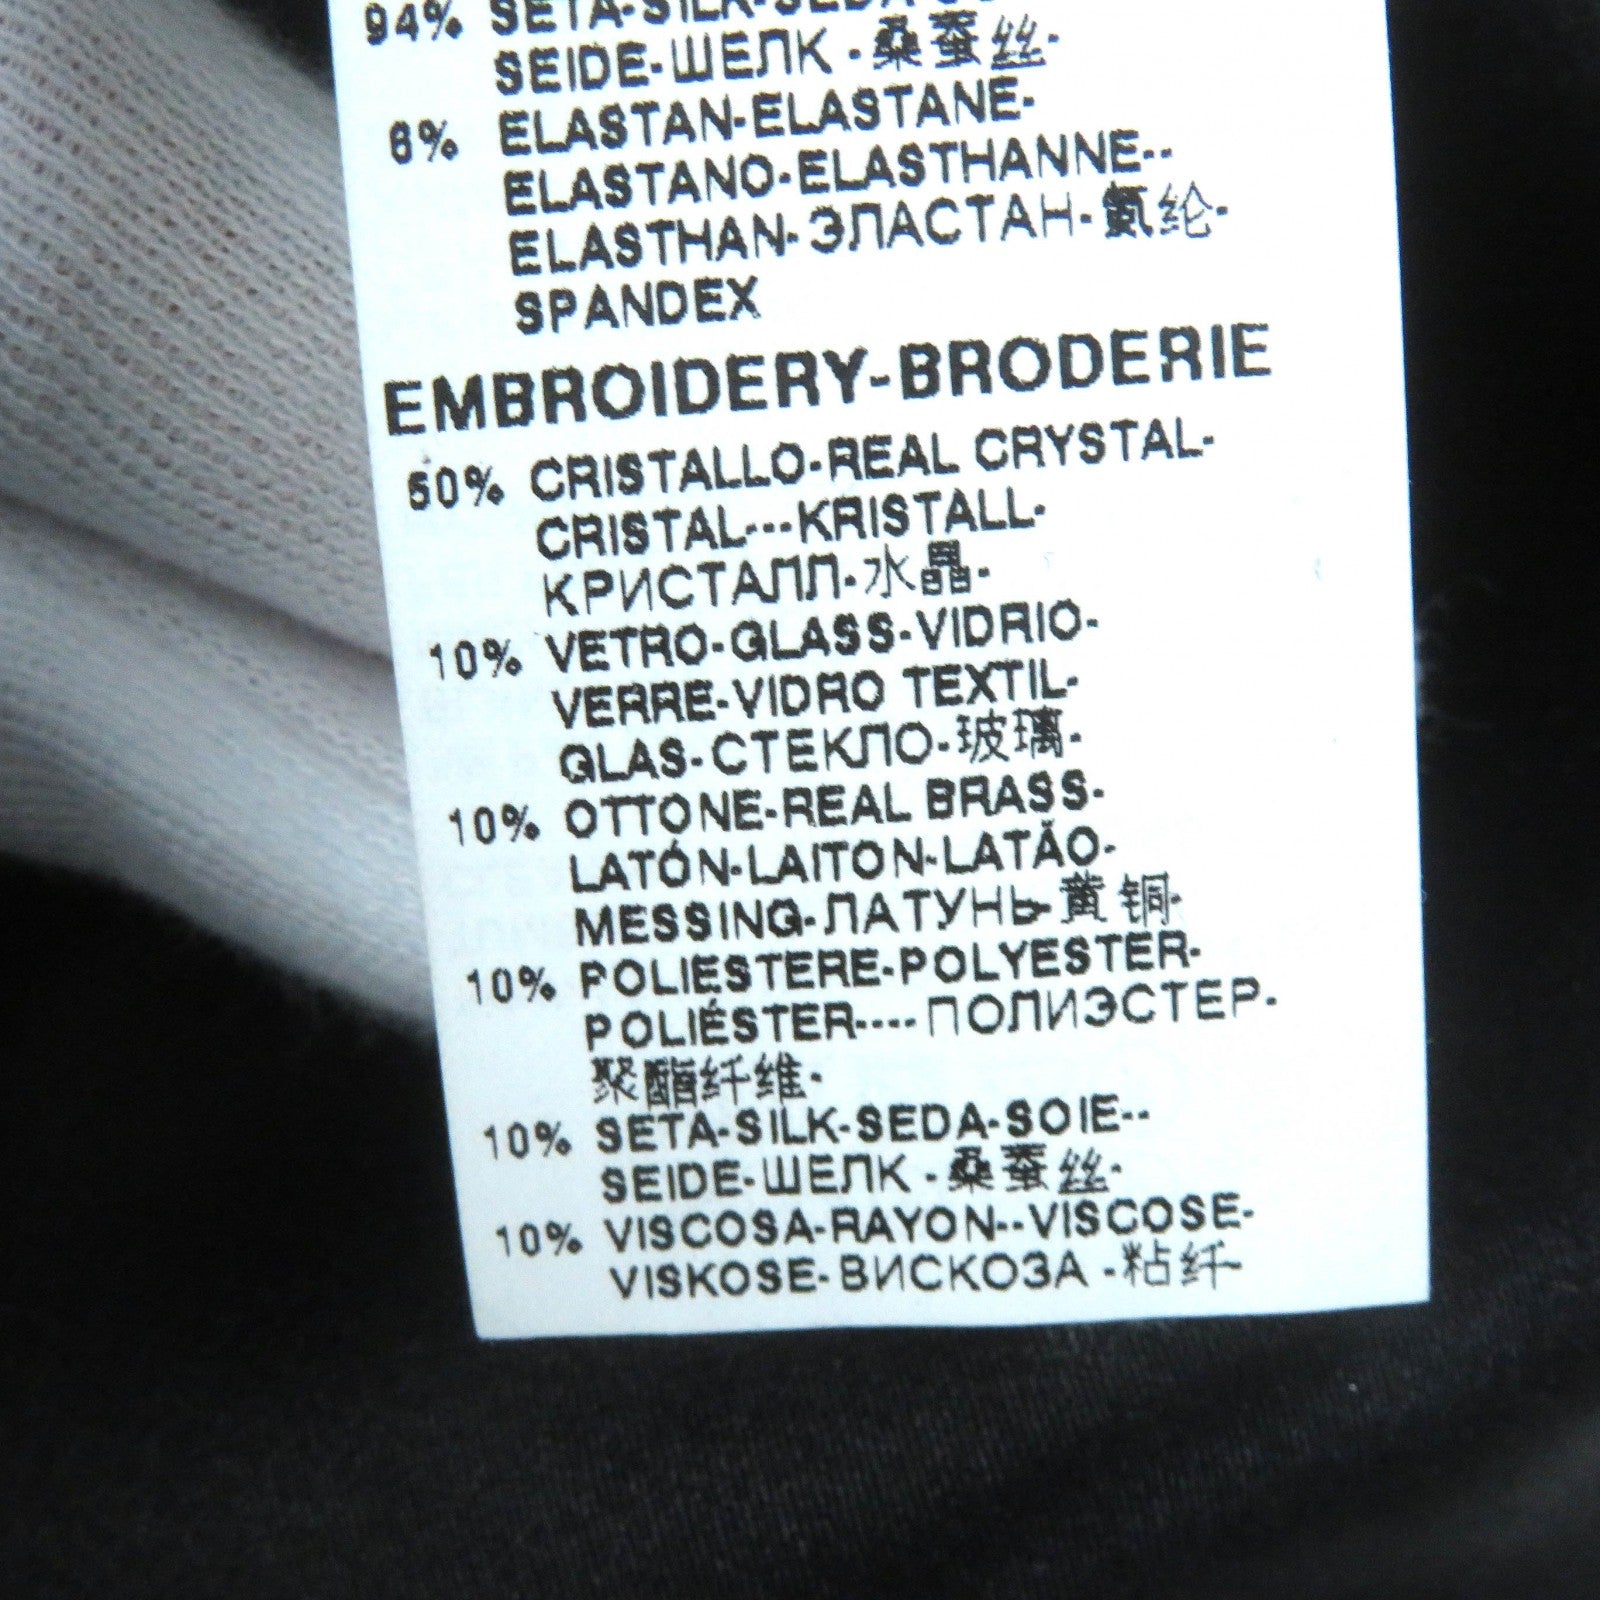 94% SETA-SILK-SEDA-
SEIDE-ШЕЛК -桑蚕丝-
6% ELASTAN-ELASTANE-
ELASTANO-ELASTHANNE--
ELASTHAN-ЭЛАСТАН-氨纶-
SPANDEX
EMBROIDERY-BRODERIE
50% CRISTALLO-REAL CRYSTAL-
CRISTAL---KRISTALL-
КРИСТАЛЛ-水晶-
10% VETRO-GLASS-VIDRIO-
VERRE-VIDRO TEXTIL-
GLAS-СТЕКЛО-玻璃-
10% OTTONE-REAL BRASS-
LATÓN-LAITON-LATÃO-
MESSING-ЛАТУНЬ-黄铜-
10% POLIESTERE-POLYESTER-
POLIÉSTER----ПОЛИЭСТЕР-
聚酯纤维-
10% SETA-SILK-SEDA-SOIE--
SEIDE-ШЕЛК -桑蚕丝-
10% VISCOSA-RAYON--VISCOSE-
VISKOSE-ВИСКОЗА -粘纤-